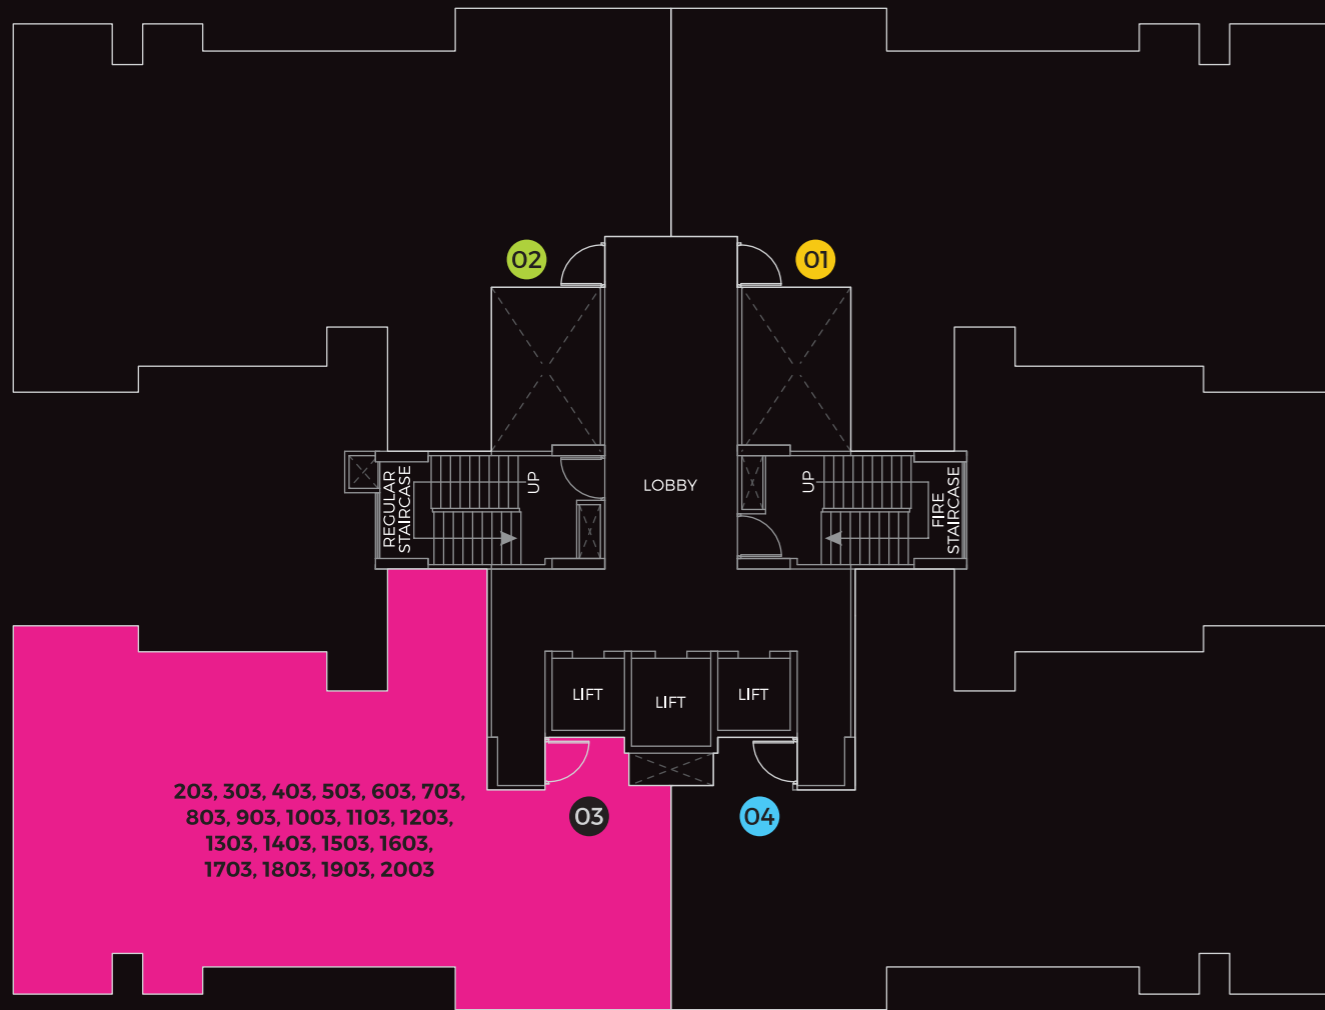 02
01
REGULAR
STAIRCASE
UP
LOBBY
UP
FIRE
STAIRCASE
LIFT
LIFT
LIFT
203, 303, 403, 503, 603, 703,
803, 903, 1003, 1103, 1203,
1303, 1403, 1503, 1603,
1703, 1803, 1903, 2003
03
04